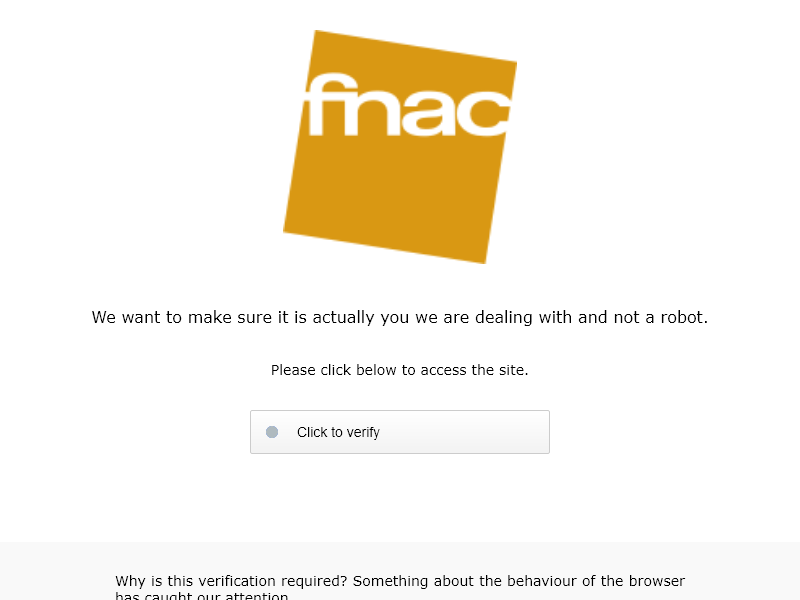 fnac
We want to make sure it is actually you we are dealing with and not a robot.
Please click below to access the site.
Click to verify
Why is this verification required? Something about the behaviour of the browser
has caught our attention